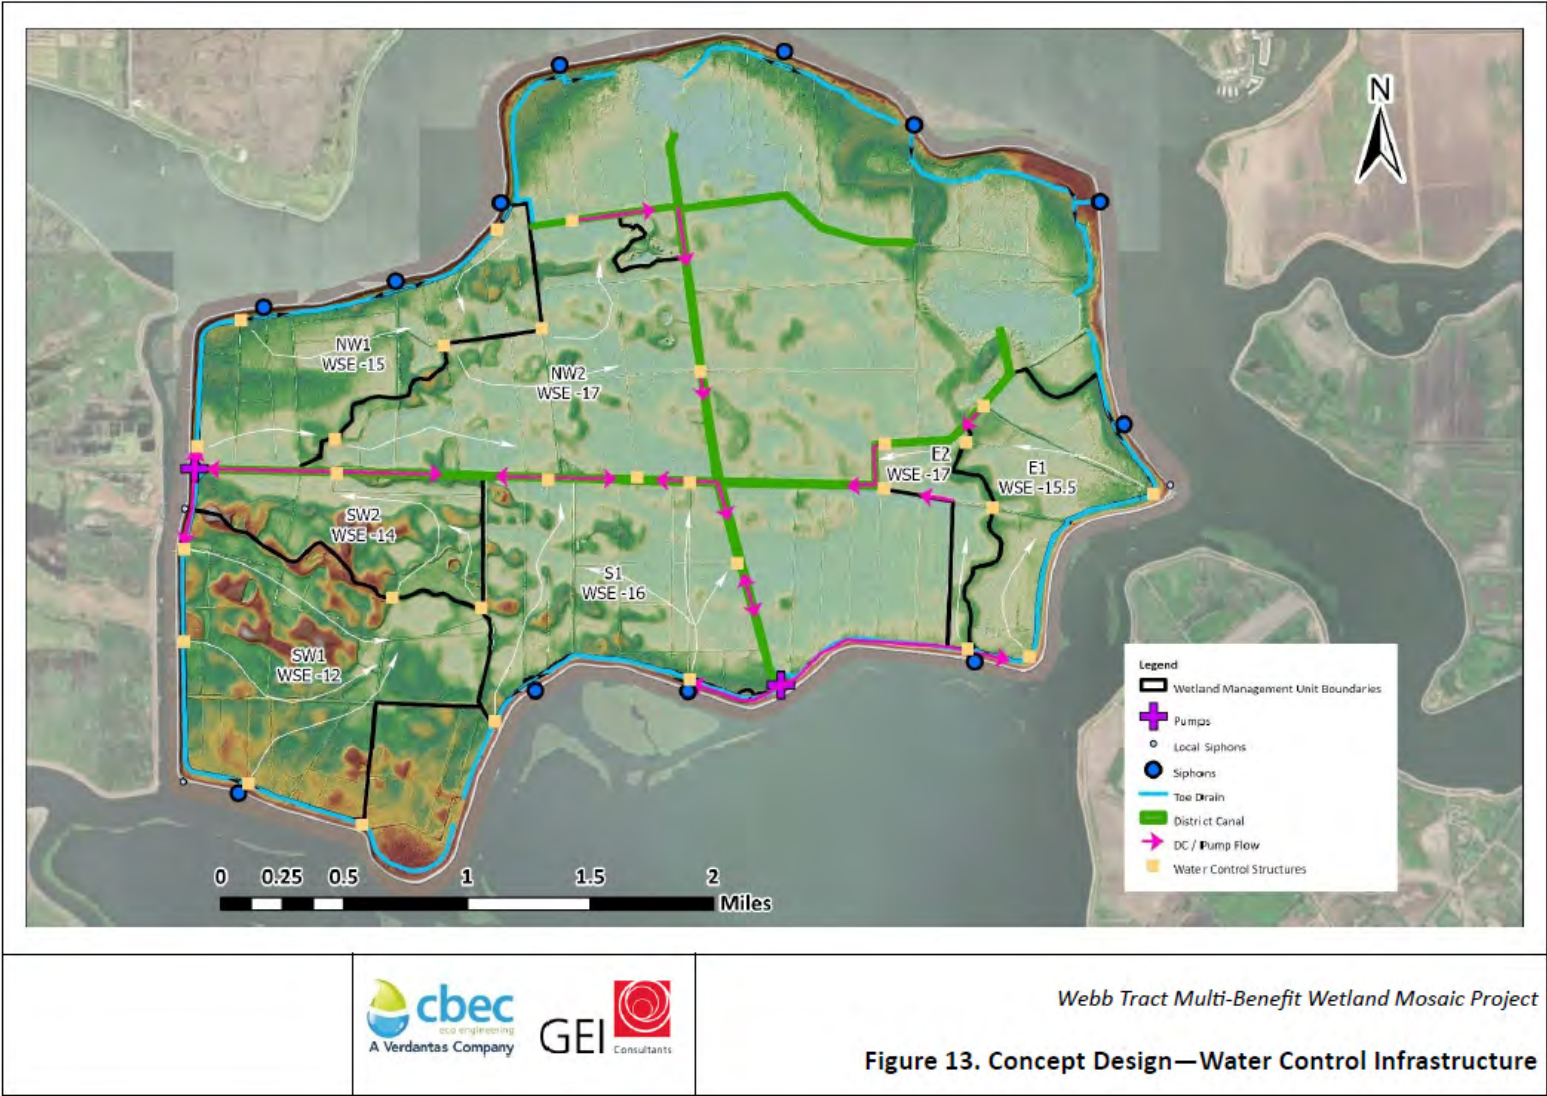 N
NW1
WSE -15
NW2
WSE -17
E2
WSE -17
E1
WSE -15.5
SW2
WSE -14
S1
WSE -16
SW1
WSE -12
Legend
Wetland Management Unit Boundaries
Pumps
Local Siphons
Siphons
Toe Drain
District Canal
DC / Pump Flow
Water Control Structures
0 0.25 0.5 1 1.5 2
Miles
cbec
eco engineering
A Verdantas Company
GEI
Consultants
Webb Tract Multi-Benefit Wetland Mosaic Project
Figure 13. Concept Design—Water Control Infrastructure